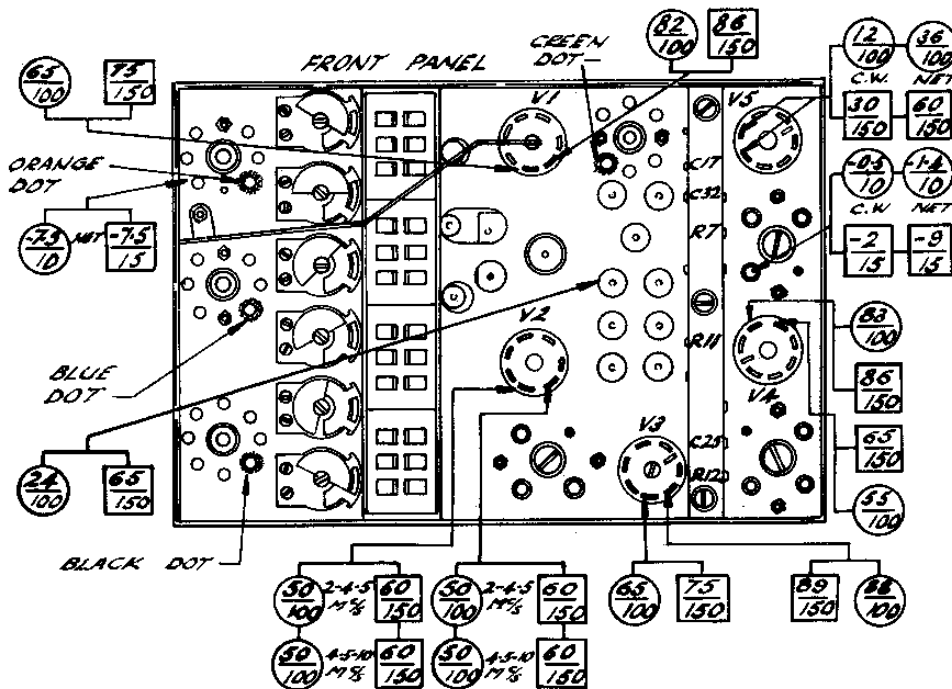 82
100
86
150
12
100
36
100
C.W. NET
30
150
60
150
65
100
75
150
FRONT PANEL
GREEN
DOT
V1
V5
ORANGE
DOT
C17
C32
R7
-0.5
10
-1.4
10
C.W NET
-2
15
-9
15
-7.5
10
NET
-7.5
15
V2
R11
83
100
86
150
BLUE
DOT
V4
V3
C25
R12
65
150
55
100
24
100
65
150
BLACK DOT
50
100
2-4-5
M C/S
60
150
50
100
2-4-5
M C/S
60
150
65
100
75
150
89
150
88
100
50
100
4-5-10
M C/S
60
150
50
100
4-5-10
M C/S
60
150